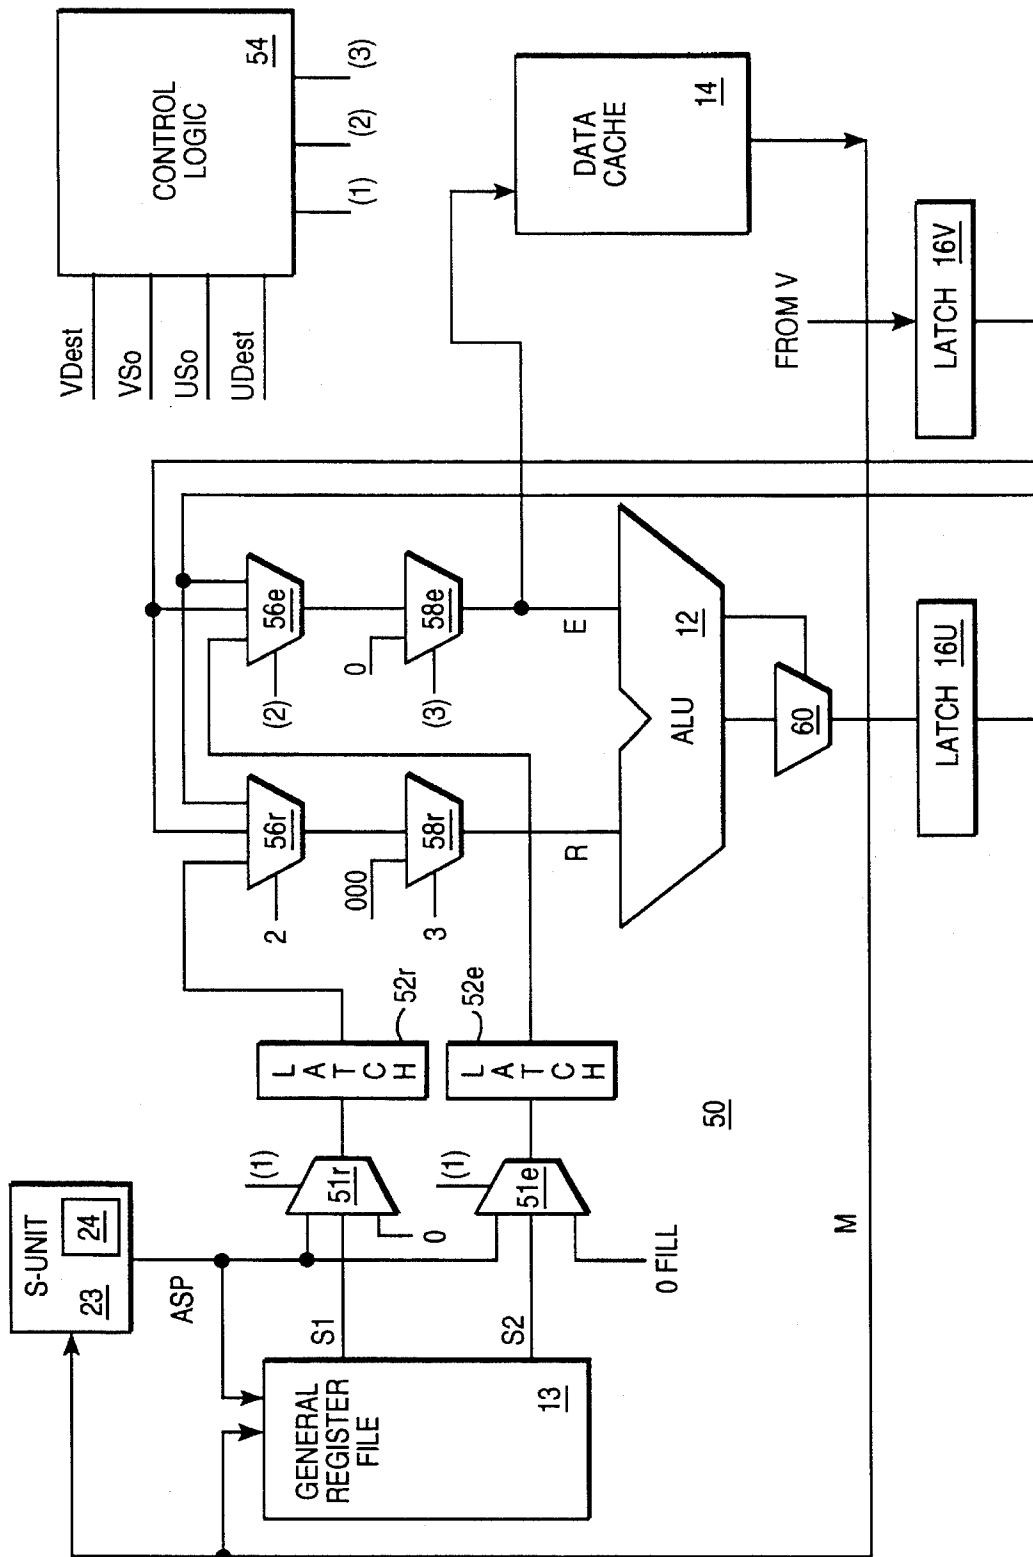 S-UNIT
24
23
ASP
GENERAL
REGISTER
FILE
13
S1
S2
(1)
51r
0
(1)
51e
0 FILL
LATCH
52r
LATCH
52e
50
2
56r
000
3
58r
R
(2)
56e
0
(3)
58e
E
ALU
12
60
LATCH 16U
M
VDest
VSo
USo
UDest
CONTROL
LOGIC
54
(1)
(2)
(3)
DATA
CACHE
14
FROM V
LATCH 16V